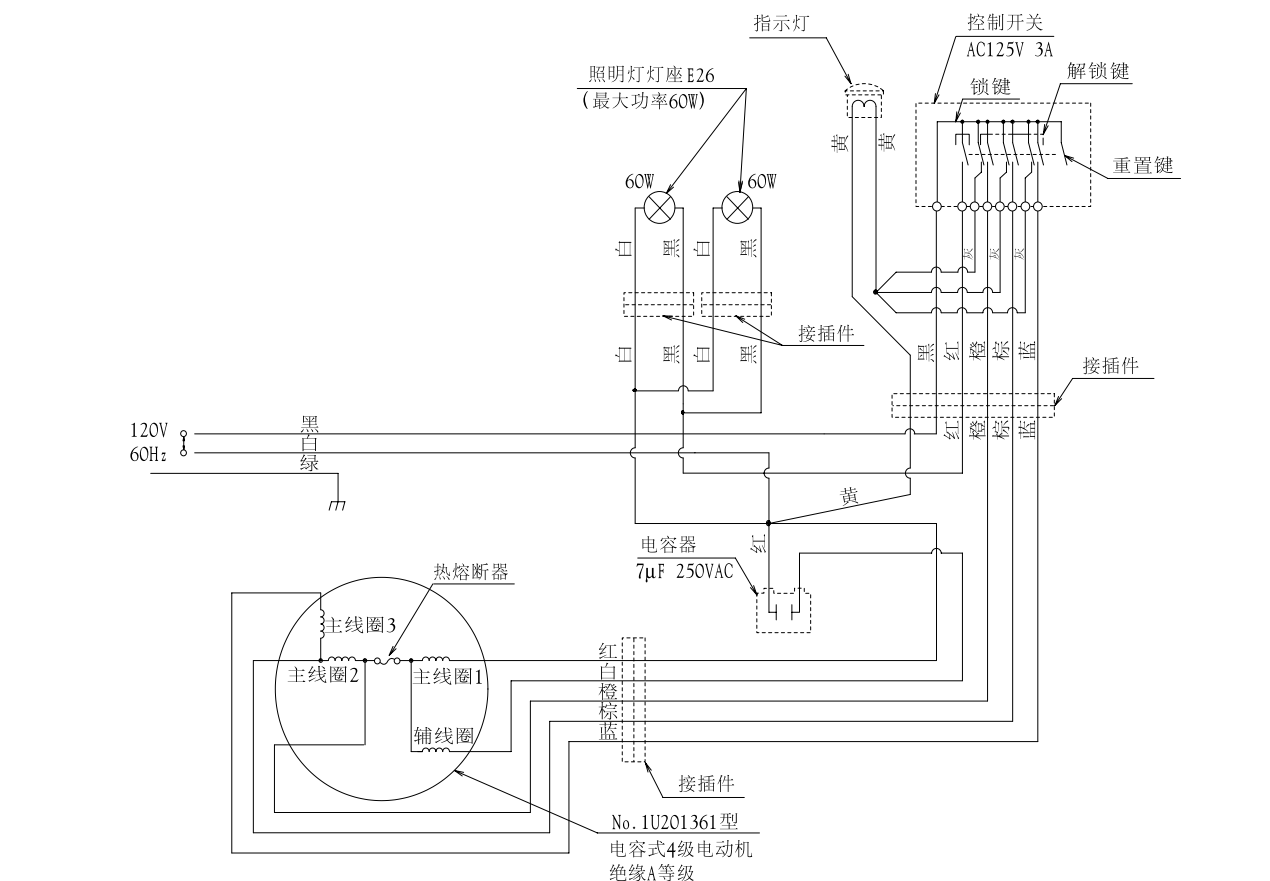 指示灯
控制开关
AC125V 3A
解锁键
锁键
重置键
照明灯灯座E26
(最大功率60W)
60W
60W
黄
黄
白
黑
白
黑
灰
灰
灰
接插件
白
黑
白
黑
黑
红
橙
棕
蓝
接插件
120V
60Hz
黑
白
绿
红
橙
棕
蓝
黄
红
电容器
7μF 250VAC
热熔断器
主线圈3
主线圈2
主线圈1
辅线圈
红
白
橙
棕
蓝
接插件
No.1U201361型
电容式4级电动机
绝缘A等级